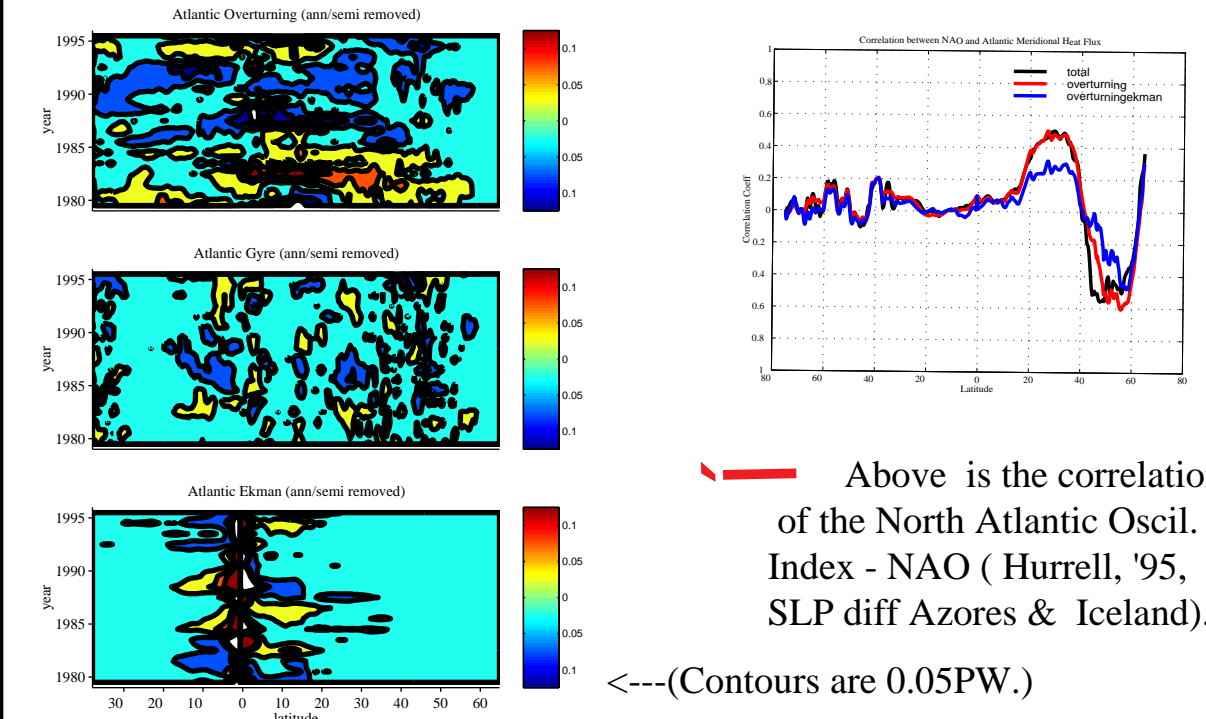 Atlantic Overturning (ann/semi removed)
1995
1990
1985
1980
year
0.1
0.05
0
0.05
0.1
Atlantic Gyre (ann/semi removed)
1995
1990
1985
1980
year
0.1
0.05
0
0.05
0.1
Atlantic Ekman (ann/semi removed)
1995
1990
1985
1980
year
0.1
0.05
0
0.05
0.1
30 20 10 0 10 20 30 40 50 60
latitude
Correlation between NAO and Atlantic Meridional Heat Flux
total
overturning
overturningekman
1
0.8
0.6
0.4
0.2
0
0.2
0.4
0.6
0.8
1
Correlation Coeff
80 60 40 20 0 20 40 60 80
Latitude
Above is the correlation
of the North Atlantic Oscil.
Index - NAO ( Hurrell, '95,
SLP diff Azores & Iceland).
<---(Contours are 0.05PW.)